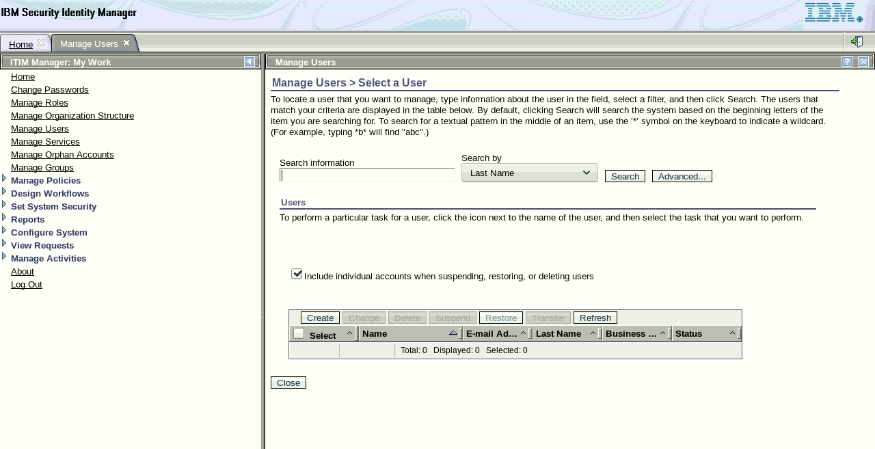 IBM Security Identity Manager
IBM
Home
Manage Users
ITIM Manager: My Work
Manage Users
Home
Change Passwords
Manage Roles
Manage Organization Structure
Manage Users
Manage Services
Manage Orphan Accounts
Manage Groups
Manage Policies
Design Workflows
Set System Security
Reports
Configure System
View Requests
Manage Activities
About
Log Out
Manage Users > Select a User
To locate a user that you want to manage, type information about the user in the field, select a filter, and then click Search. The users that
match your criteria are displayed in the table below. By default, clicking Search will search the system based on the beginning letters of the
item you are searching for. To search for a textual pattern in the middle of an item, use the '*' symbol on the keyboard to indicate a wildcard.
(For example, typing *b* will find "abc".)
Search information
Search by
Last Name
Search
Advanced...
Users
To perform a particular task for a user, click the icon next to the name of the user, and then select the task that you want to perform.
Include individual accounts when suspending, restoring, or deleting users
Create Change Delete Suspend Restore Transfer Refresh
Select Name E-mail Ad... Last Name Business ... Status
Total: 0 Displayed: 0 Selected: 0
Close